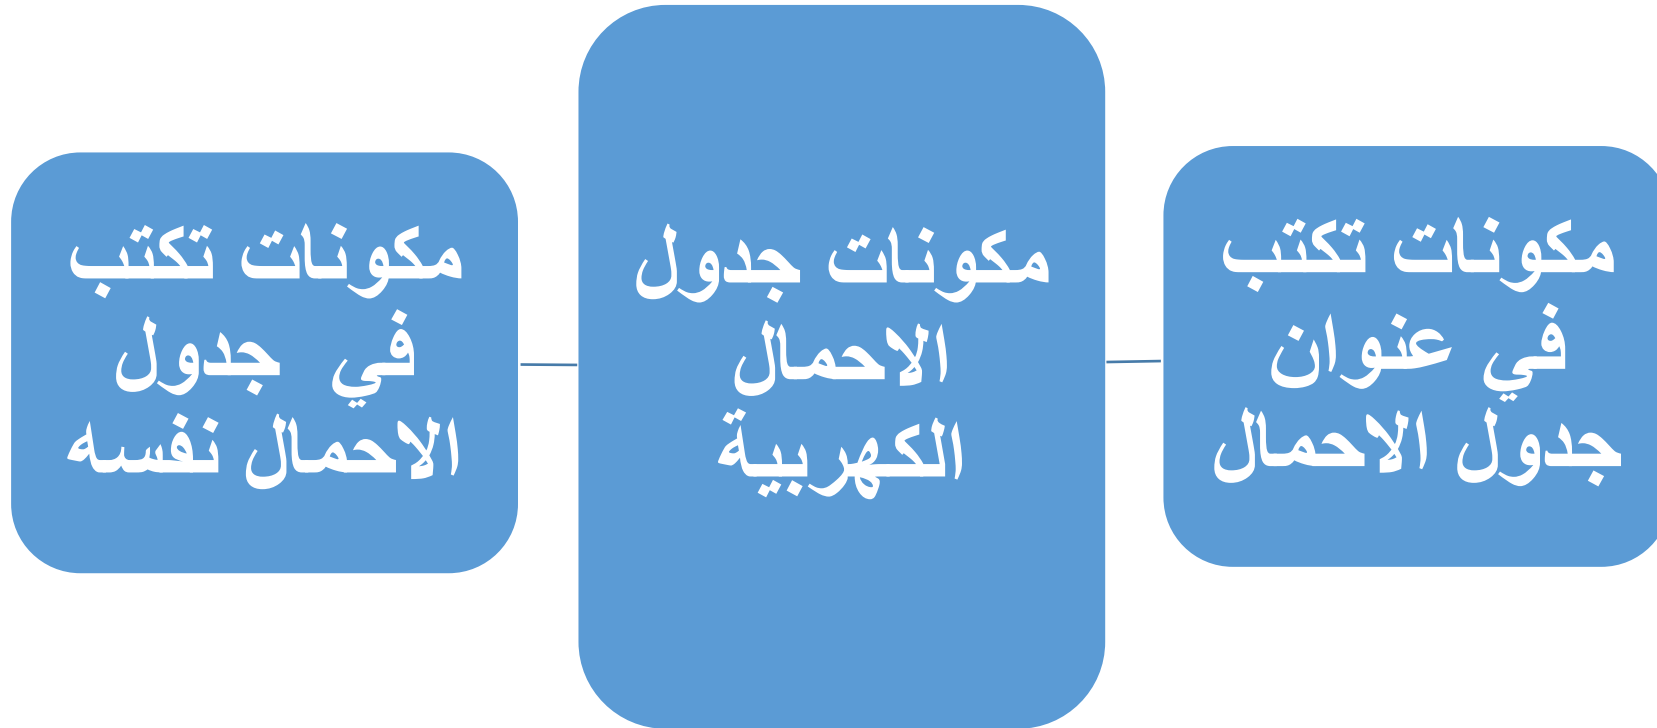 مكونات تكتب
في عنوان
جدول الاحمال
مكونات جدول
الاحمال
الكهربية
مكونات تكتب
في جدول
الاحمال نفسه